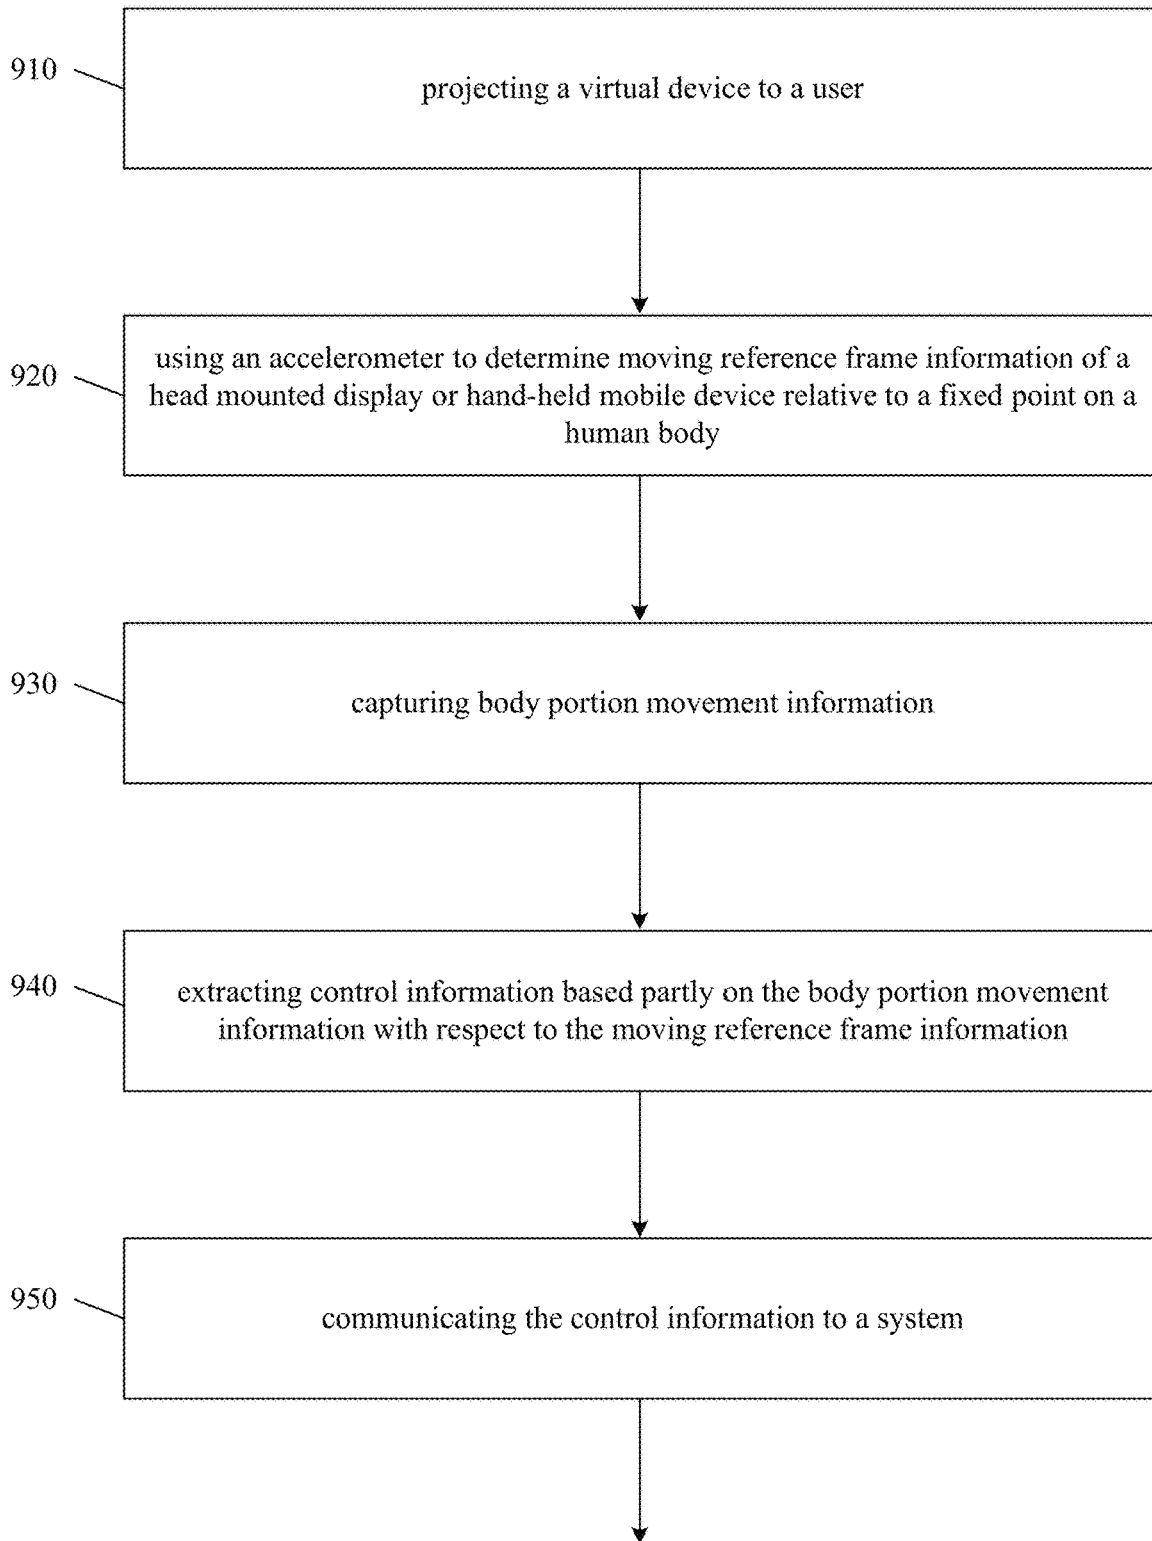 910
projecting a virtual device to a user
920
using an accelerometer to determine moving reference frame information of a
head mounted display or hand-held mobile device relative to a fixed point on a
human body
930
capturing body portion movement information
940
extracting control information based partly on the body portion movement
information with respect to the moving reference frame information
950
communicating the control information to a system